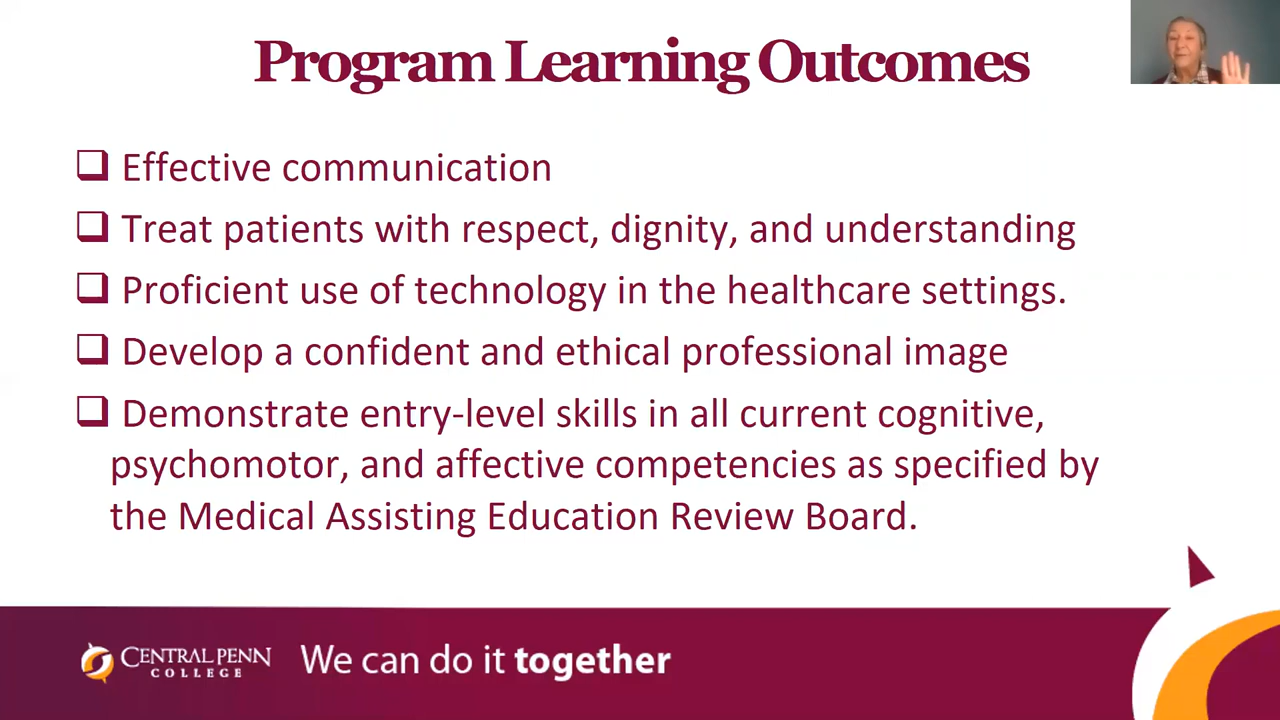 Program Learning Outcomes
❑ Effective communication
❑ Treat patients with respect, dignity, and understanding
❑ Proficient use of technology in the healthcare settings.
❑ Develop a confident and ethical professional image
❑ Demonstrate entry-level skills in all current cognitive,
psychomotor, and affective competencies as specified by
the Medical Assisting Education Review Board.
CENTRAL PENN
COLLEGE
We can do it together